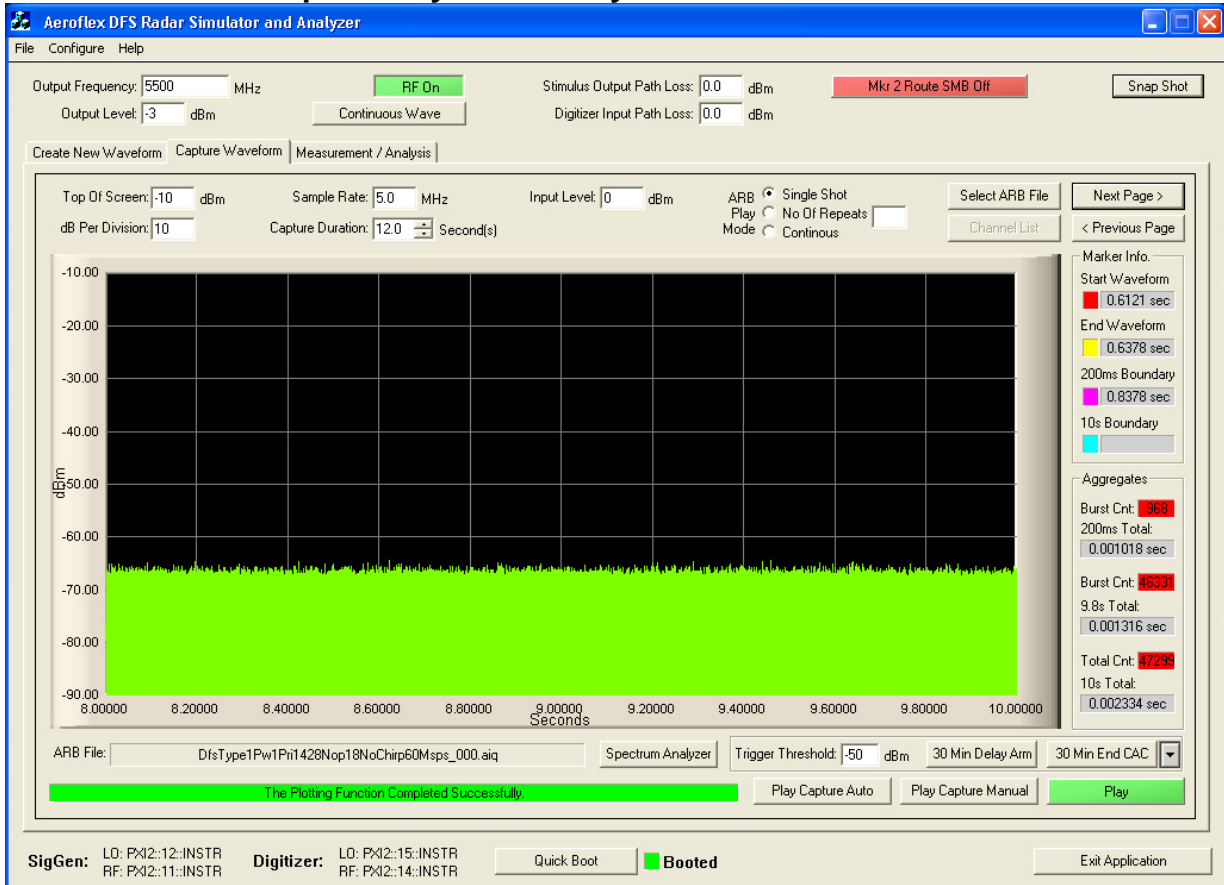 Aeroflex DFS Radar Simulator and Analyzer
File Configure Help
Output Frequency: 5500 MHz RF On Stimulus Output Path Loss: 0.0 dBm Mkr 2 Route SMB Off Snap Shot
Output Level: -3 dBm Continuous Wave Digitizer Input Path Loss: 0.0 dBm
Create New Waveform Capture Waveform Measurement / Analysis
Top Of Screen: -10 dBm Sample Rate: 5.0 MHz Input Level: 0 dBm ARB Play Mode Single Shot Select ARB File Next Page >
No Of Repeats
dB Per Division: 10 Capture Duration: 12.0 Second(s) Continous Channel List < Previous Page
Marker Info.
Start Waveform
0.6121 sec
End Waveform
0.6378 sec
200ms Boundary
0.8378 sec
10s Boundary
Aggregates
Burst Cnt: 968
200ms Total:
0.001018 sec
Burst Cnt: 46331
9.8s Total:
0.001316 sec
Total Cnt: 47299
10s Total:
0.002334 sec
-10.00
-20.00
-30.00
-40.00
-50.00
-60.00
-70.00
-80.00
-90.00
dBm
8.00000 8.20000 8.40000 8.60000 8.80000 9.00000 9.20000 9.40000 9.60000 9.80000 10.00000
Seconds
ARB File: DfsType1Pw1Pri1428Nop18NoChirp60Msps_000.aiq Spectrum Analyzer Trigger Threshold: -50 dBm 30 Min Delay Arm 30 Min End CAC
The Plotting Function Completed Successfully. Play Capture Auto Play Capture Manual Play
SigGen: LO: PXI2::12::INSTR Digitizer: LO: PXI2::15::INSTR Quick Boot Booted Exit Application
RF: PXI2::11::INSTR RF: PXI2::14::INSTR